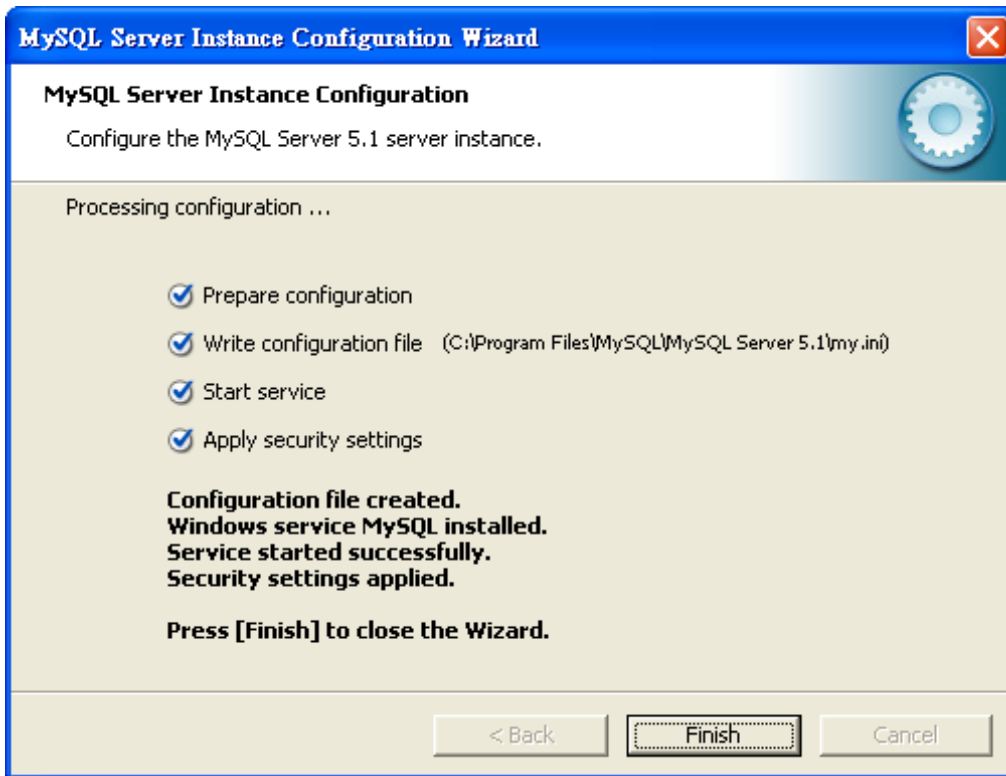 MySQL Server Instance Configuration Wizard
MySQL Server Instance Configuration
Configure the MySQL Server 5.1 server instance.
Processing configuration ...
Prepare configuration
Write configuration file (C:\Program Files\MySQL\MySQL Server 5.1\my.ini)
Start service
Apply security settings
Configuration file created.
Windows service MySQL installed.
Service started successfully.
Security settings applied.
Press [Finish] to close the Wizard.
< Back Finish Cancel